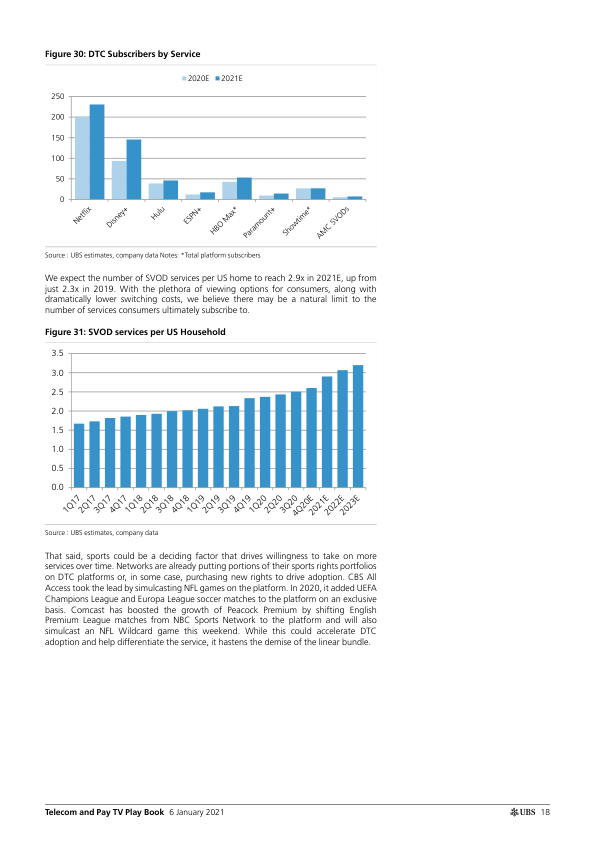 Figure 30: DTC Subscribers by Service
2020E 2021E
250
200
150
100
50
0
Netflix
Disney+
Hulu
ESPN+
HBO Max*
Paramount+
Showtime*
AMC SVODs
Source : UBS estimates, company data Notes: *Total platform subscribers
We expect the number of SVOD services per US home to reach 2.9x in 2021E, up from
just 2.3x in 2019. With the plethora of viewing options for consumers, along with
dramatically lower switching costs, we believe there may be a natural limit to the
number of services consumers ultimately subscribe to.
Figure 31: SVOD services per US Household
3.5
3.0
2.5
2.0
1.5
1.0
0.5
0.0
1Q17
2Q17
3Q17
4Q17
1Q18
2Q18
3Q18
4Q18
1Q19
2Q19
3Q19
4Q19
1Q20
2Q20
3Q20
4Q20E
2021E
2022E
2023E
Source : UBS estimates, company data
That said, sports could be a deciding factor that drives willingness to take on more
services over time. Networks are already putting portions of their sports rights portfolios
on DTC platforms or, in some case, purchasing new rights to drive adoption. CBS All
Access took the lead by simulcasting NFL games on the platform. In 2020, it added UEFA
Champions League and Europa League soccer matches to the platform on an exclusive
basis. Comcast has boosted the growth of Peacock Premium by shifting English
Premium League matches from NBC Sports Network to the platform and will also
simulcast an NFL Wildcard game this weekend. While this could accelerate DTC
adoption and help differentiate the service, it hastens the demise of the linear bundle.
Telecom and Pay TV Play Book 6 January 2021
UBS 18